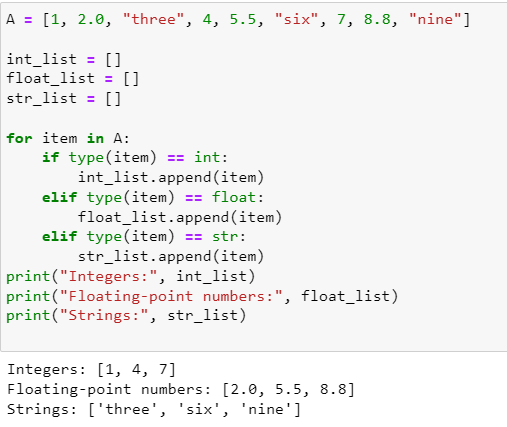 A = [1, 2.0, "three", 4, 5.5, "six", 7, 8.8, "nine"]
int_list = []
float_list = []
str_list = []
for item in A:
    if type(item) == int:
        int_list.append(item)
    elif type(item) == float:
        float_list.append(item)
    elif type(item) == str:
        str_list.append(item)
print("Integers:", int_list)
print("Floating-point numbers:", float_list)
print("Strings:", str_list)
Integers: [1, 4, 7]
Floating-point numbers: [2.0, 5.5, 8.8]
Strings: ['three', 'six', 'nine']